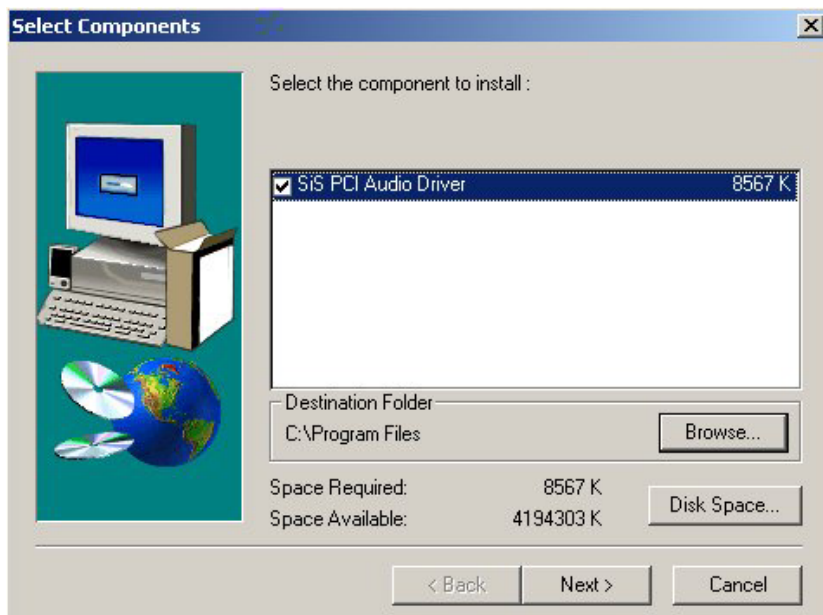 Select Components
Select the component to install :
SiS PCI Audio Driver 8567 K
Destination Folder
C:\Program Files
Browse...
Space Required: 8567 K
Space Available: 4194303 K
Disk Space...
< Back Next > Cancel